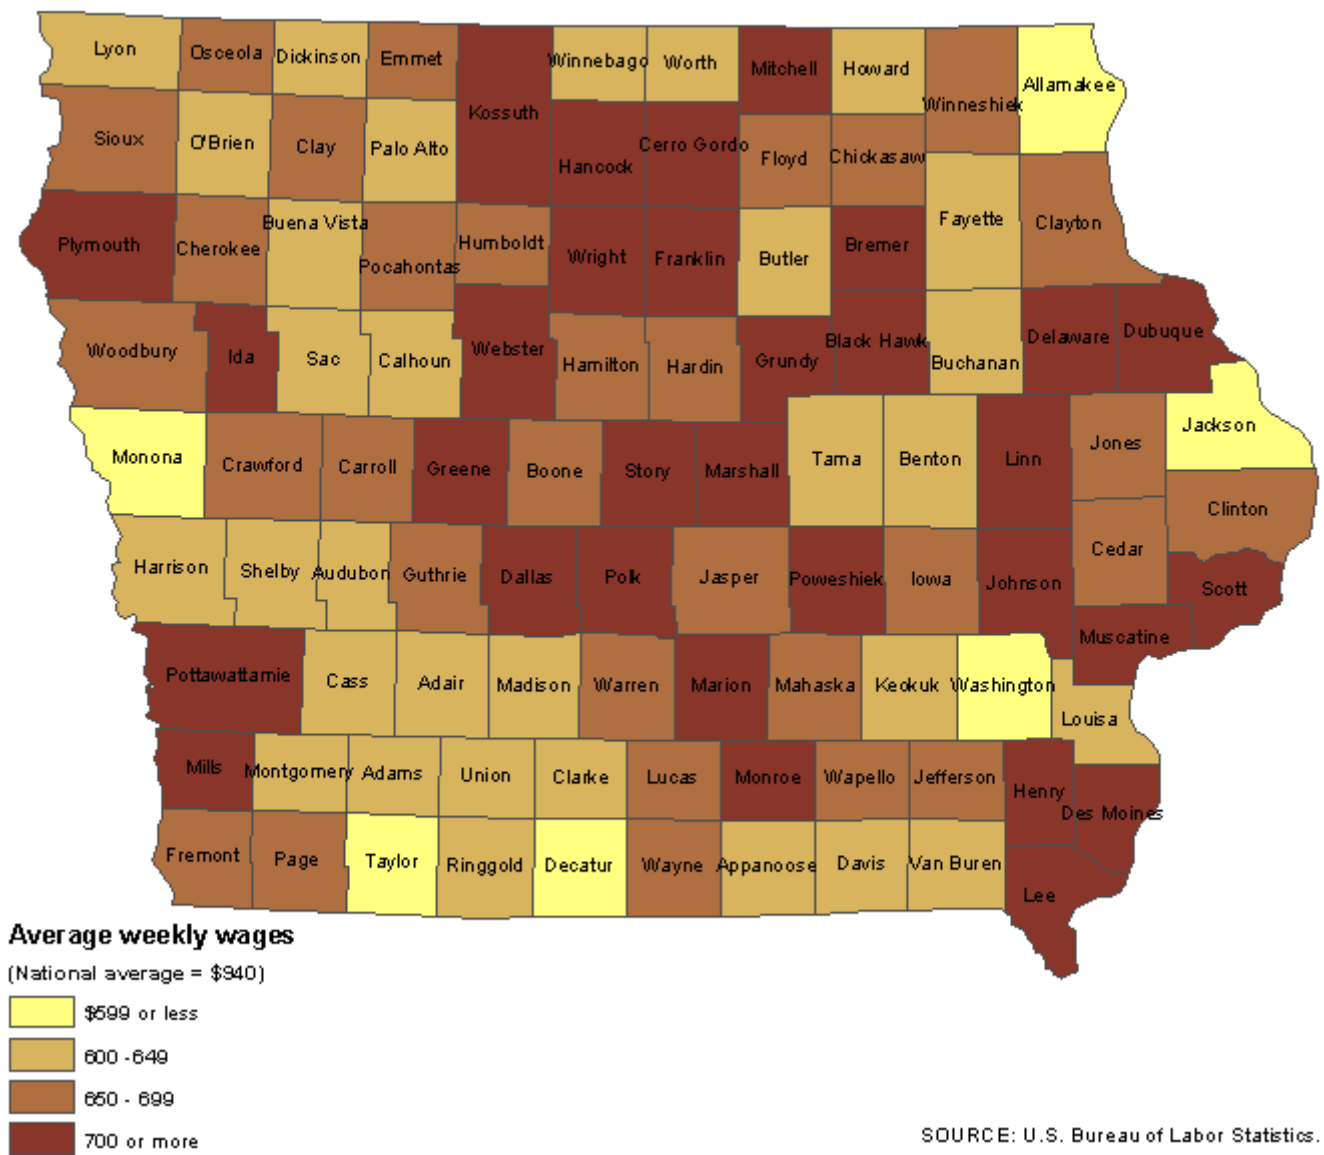 Lyon
Osceola
Dickinson
Emmet
Kossuth
Winnebago
Worth
Mitchell
Howard
Winneshiek
Allamakee
Sioux
O'Brien
Clay
Palo Alto
Hancock
Cerro Gordo
Floyd
Chickasaw
Fayette
Clayton
Plymouth
Cherokee
Buena Vista
Pocahontas
Humboldt
Wright
Franklin
Butler
Bremer
Woodbury
Ida
Sac
Calhoun
Webster
Hamilton
Hardin
Grundy
Black Hawk
Buchanan
Delaware
Dubuque
Monona
Crawford
Carroll
Greene
Boone
Story
Marshall
Tama
Benton
Linn
Jones
Jackson
Clinton
Harrison
Shelby
Audubon
Guthrie
Dallas
Polk
Jasper
Poweshiek
Iowa
Johnson
Cedar
Scott
Muscatine
Pottawattamie
Cass
Adair
Madison
Warren
Marion
Mahaska
Keokuk
Washington
Louisa
Mills
Montgomery
Adams
Union
Clarke
Lucas
Monroe
Wapello
Jefferson
Henry
Des Moines
Fremont
Page
Taylor
Ringgold
Decatur
Wayne
Appanoose
Davis
Van Buren
Lee
Average weekly wages
(National average = $940)
$599 or less
600 -649
650 - 699
700 or more
SOURCE: U.S. Bureau of Labor Statistics.